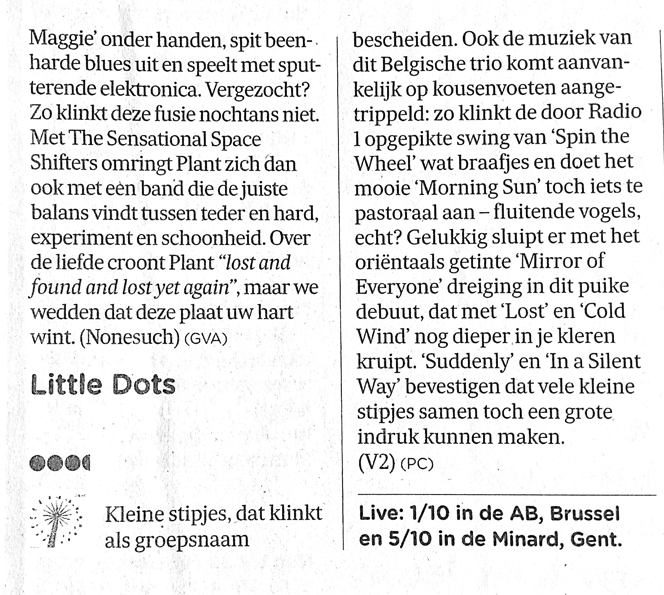 Maggie' onder handen, spit been-
harde blues uit en speelt met sput-
terende elektronica. Vergezocht?
Zo klinkt deze fusie nochtans niet.
Met The Sensational Space
Shifters omringt Plant zich dan
ook met een band die de juiste
balans vindt tussen teder en hard,
experiment en schoonheid. Over
de liefde croont Plant “lost and
found and lost yet again”, maar we
wedden dat deze plaat uw hart
wint. (Nonesuch) (GVA)
Little Dots
Kleine stipjes, dat klinkt
als groepsnaam
bescheiden. Ook de muziek van
dit Belgische trio komt aanvan-
kelijk op kousenvoeten aange-
trippeld: zo klinkt de door Radio
1 opgepikte swing van ‘Spin the
Wheel’ wat braafjes en doet het
mooie ‘Morning Sun’ toch iets te
pastoraal aan – fluitende vogels,
echt? Gelukkig sluipt er met het
oriëntaals getinte ‘Mirror of
Everyone’ dreiging in dit puike
debuut, dat met ‘Lost’ en ‘Cold
Wind’ nog dieper in je kleren
kruipt. ‘Suddenly’ en ‘In a Silent
Way’ bevestigen dat vele kleine
stipjes samen toch een grote
indruk kunnen maken.
(V2) (PC)
Live: 1/10 in de AB, Brussel
en 5/10 in de Minard, Gent.